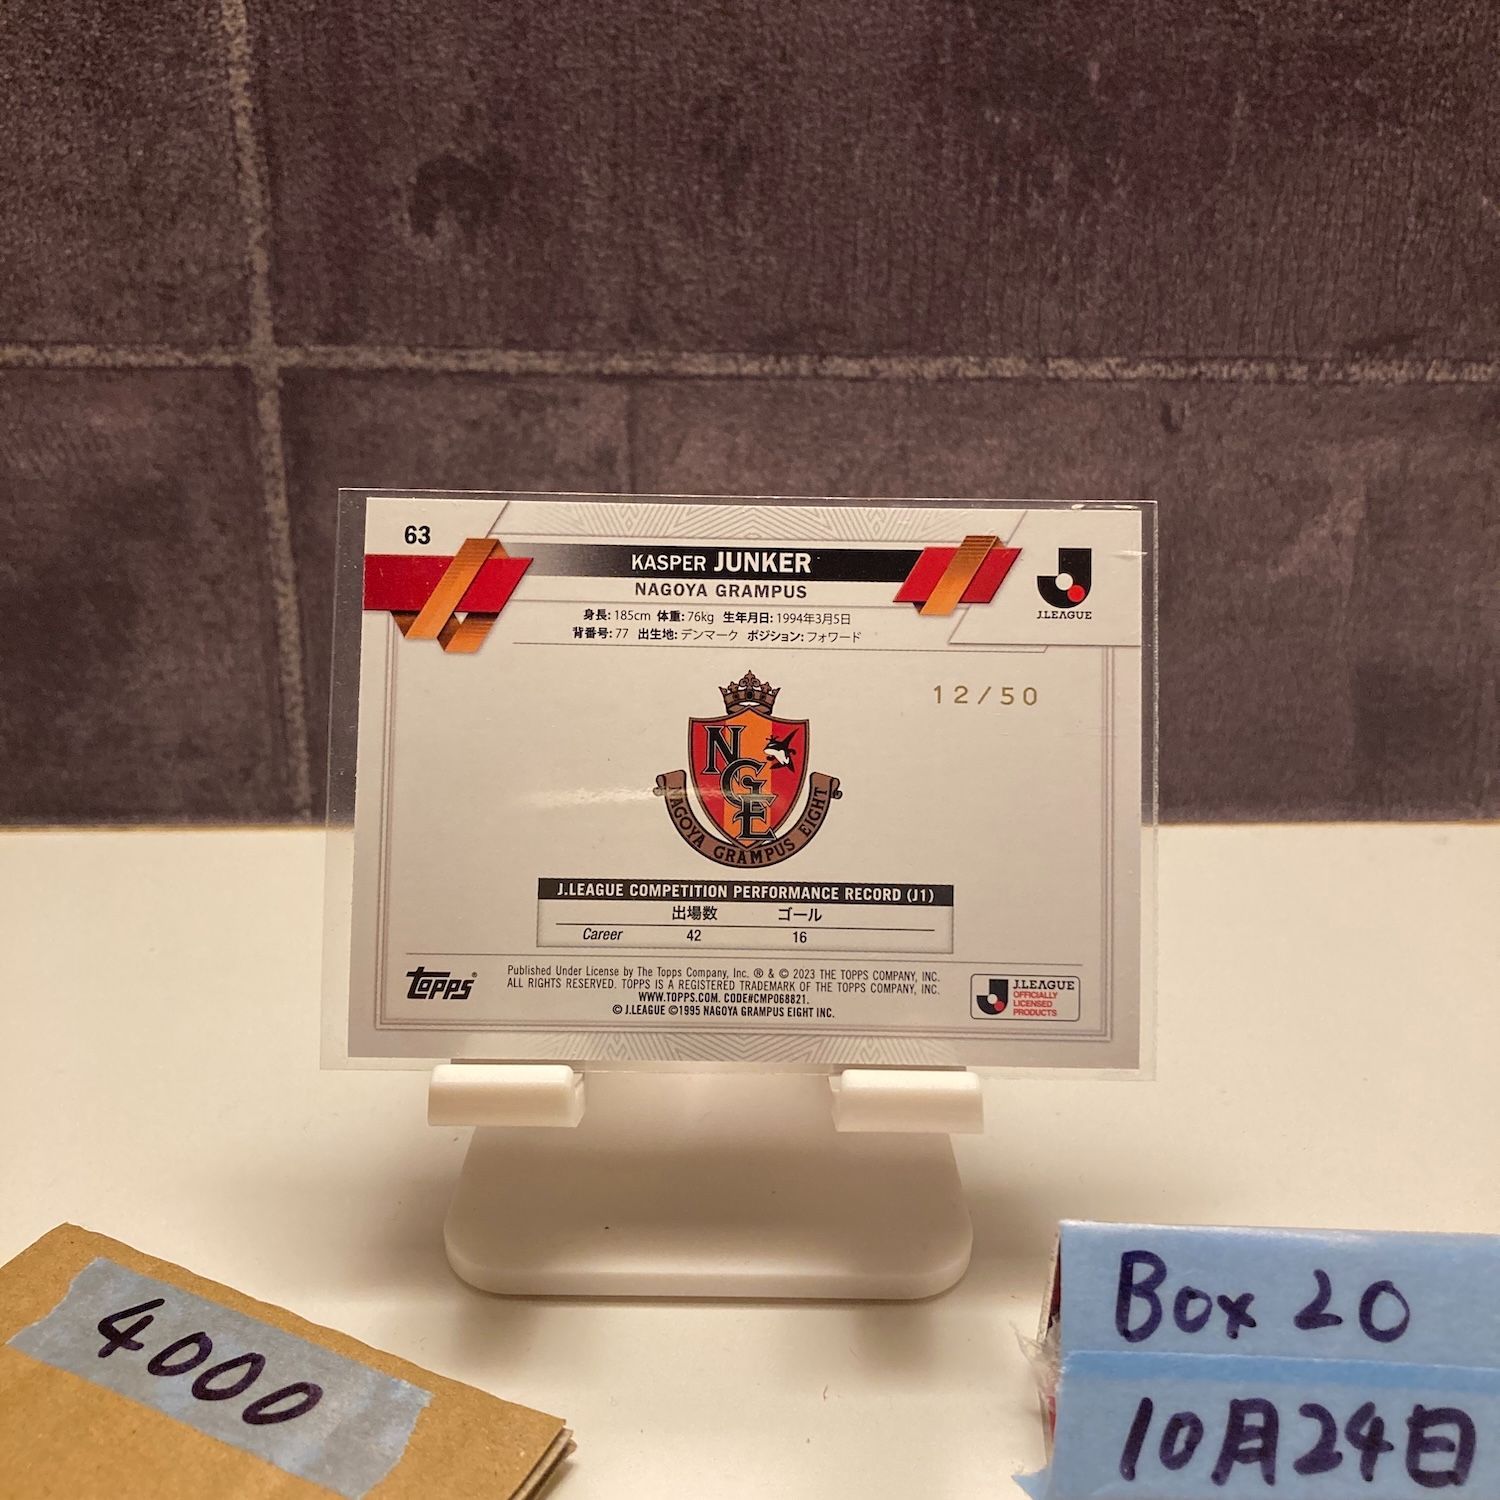 63
KASPER JUNKER
NAGOYA GRAMPUS
身長: 185cm 体重: 76kg 生年月日: 1994年3月5日
背番号: 77 出生地: デンマーク ポジション: フォワード
J.LEAGUE
12/50
NGE
NAGOYA GRAMPUS EIGHT
J.LEAGUE COMPETITION PERFORMANCE RECORD (J1)
出場数 ゴール
Career 42 16
topps®
Published Under License by The Topps Company, Inc. ® & © 2023 THE TOPPS COMPANY, INC.
ALL RIGHTS RESERVED. TOPPS IS A REGISTERED TRADEMARK OF THE TOPPS COMPANY, INC.
WWW.TOPPS.COM. CODE#CMP068821.
© J.LEAGUE ©1995 NAGOYA GRAMPUS EIGHT INC.
J.LEAGUE
OFFICIALLY
LICENSED
PRODUCTS
4000
Box 20
10月24日